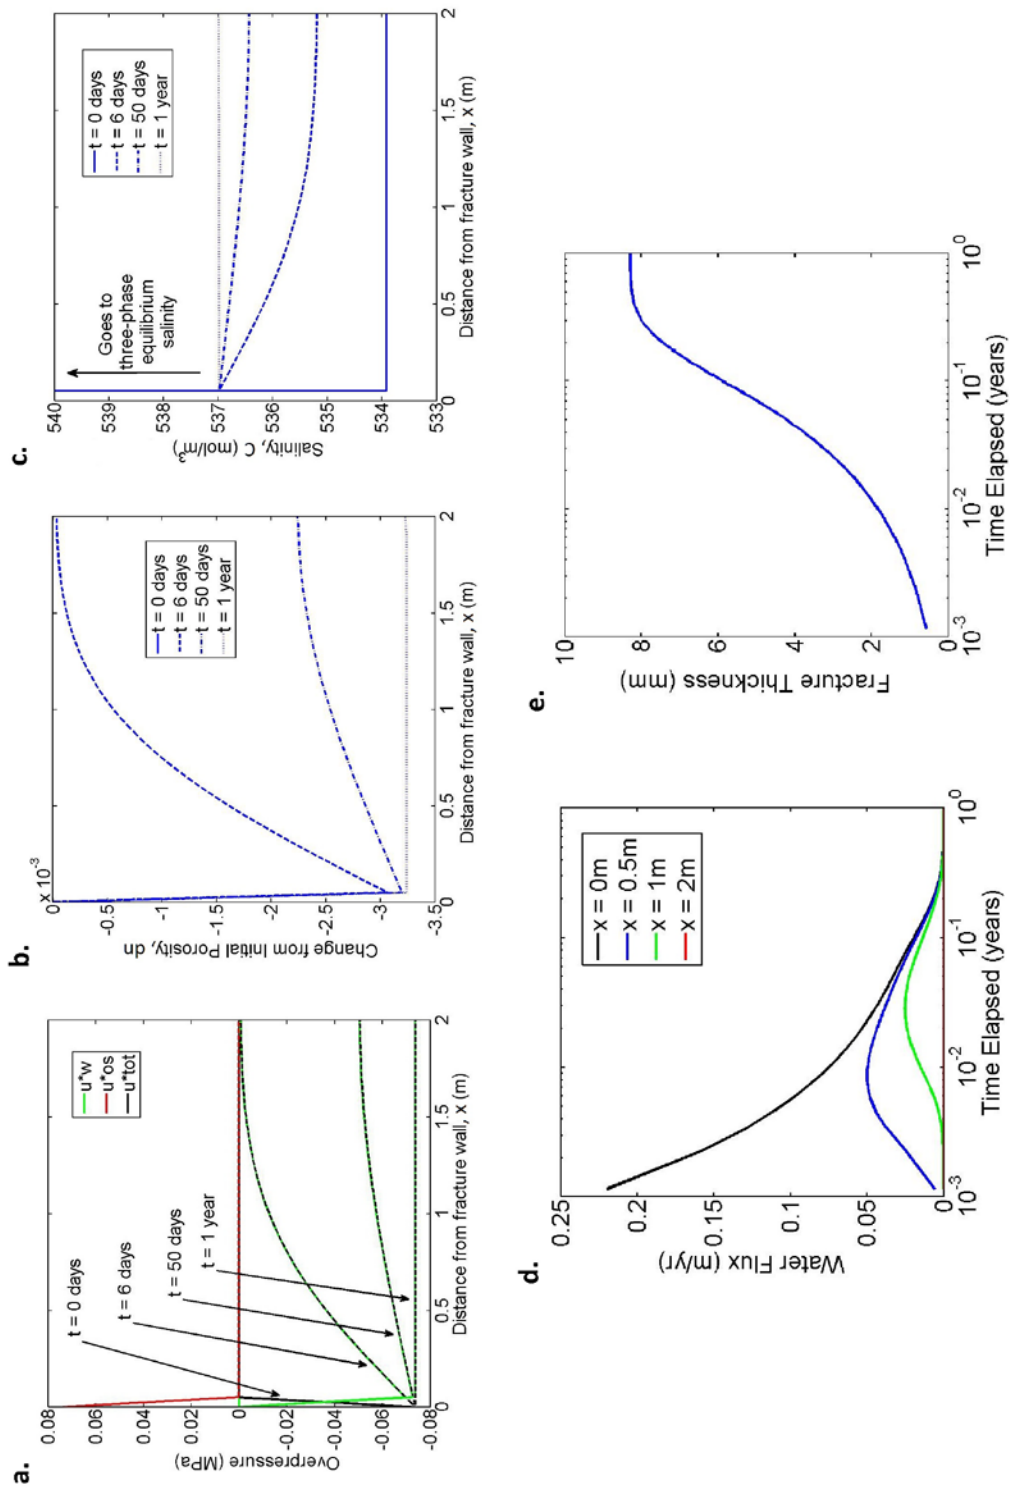 a.
Overpressure (MPa)
0.08
0.06
0.04
0.02
0
-0.02
-0.04
-0.06
-0.08
u*w
u*os
u*tot
t = 0 days
t = 6 days
t = 50 days
t = 1 year
0
0.5
1
1.5
2
Distance from fracture wall, x (m)
b.
x 10-3
Change from Initial Porosity, dn
0
-0.5
-1
-1.5
-2
-2.5
-3
-3.5
t = 0 days
t = 6 days
t = 50 days
t = 1 year
0
0.5
1
1.5
2
Distance from fracture wall, x (m)
c.
Salinity, C (mol/m3)
540
539
538
537
536
535
534
533
Goes to
three-phase
equilibrium
salinity
t = 0 days
t = 6 days
t = 50 days
t = 1 year
0
0.5
1
1.5
2
Distance from fracture wall, x (m)
d.
Water Flux (m/yr)
0.25
0.2
0.15
0.1
0.05
0
x = 0m
x = 0.5m
x = 1m
x = 2m
10-3
10-2
10-1
100
Time Elapsed (years)
e.
Fracture Thickness (mm)
10
8
6
4
2
0
10-3
10-2
10-1
100
Time Elapsed (years)